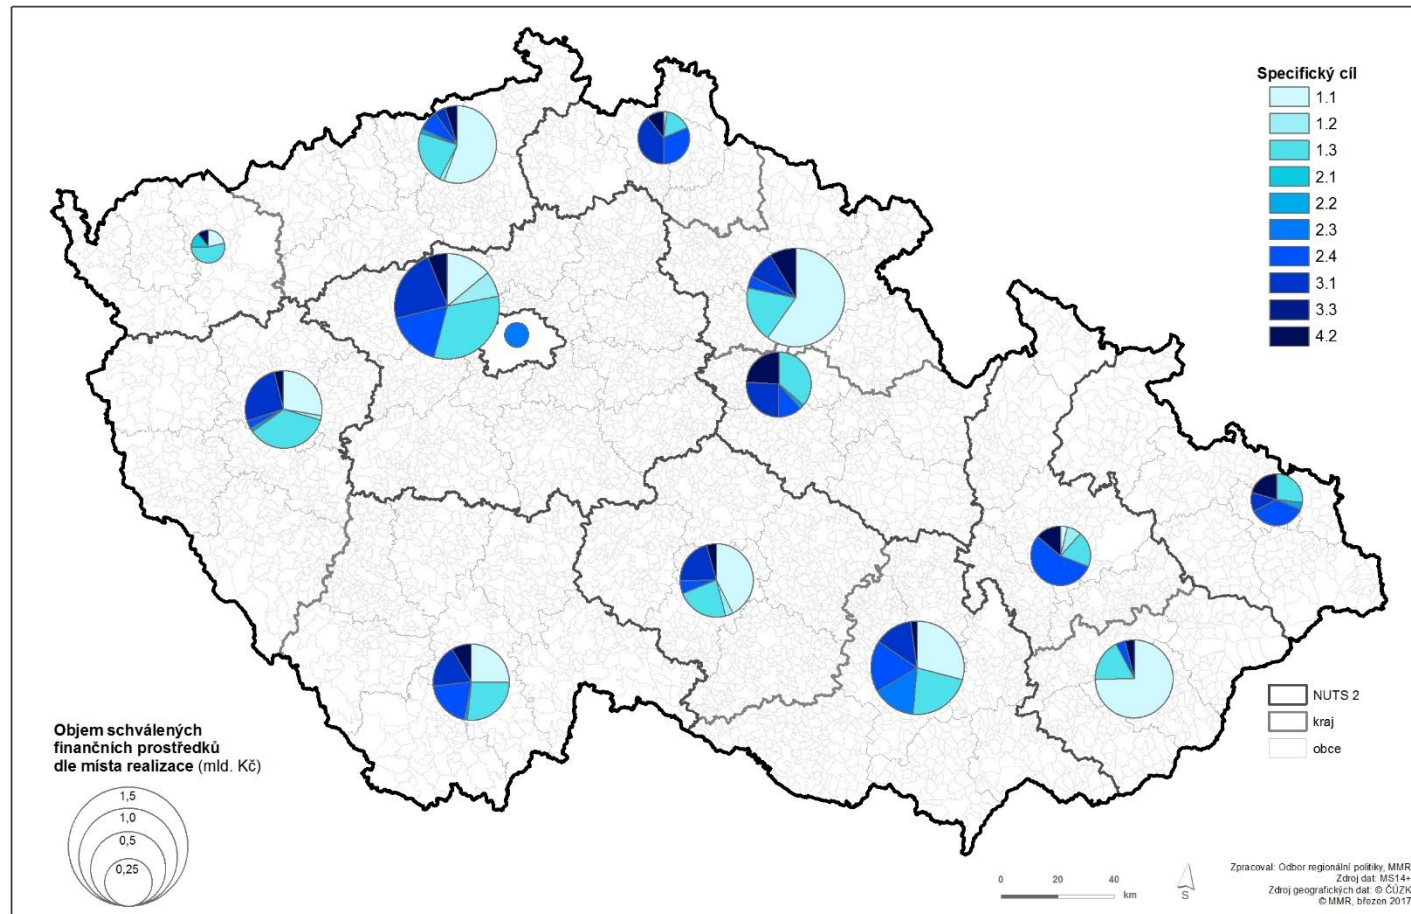 Specifický cíl
1.1
1.2
1.3
2.1
2.2
2.3
2.4
3.1
3.3
4.2
NUTS 2
kraj
obce
Objem schválených
finančních prostředků
dle místa realizace (mld. Kč)
1,5
1,0
0,5
0,25
0 20 40
km
S
Zpracoval: Odbor regionální politiky, MMR
Zdroj dat: MS14+
Zdroj geografických dat: © ČÚZK
© MMR, březen 2017